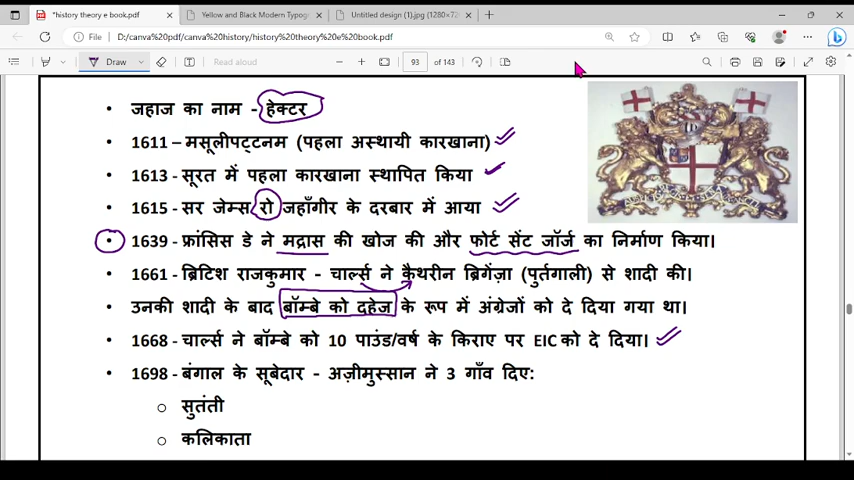 *history theory e book.pdf
Yellow and Black Modern Typogr
Untitled design (1).jpg (1280×72
File
D:/canva%20pdf/canva%20history/history%20theory%20e%20book.pdf
Draw
Read aloud
93 of 143
जहाज का नाम - हेक्टर
1611 – मसूलीपट्टनम (पहला अस्थायी कारखाना)
1613 - सूरत में पहला कारखाना स्थापित किया
1615 - सर जेम्स रो जहाँगीर के दरबार में आया
1639 - फ्रांसिस डे ने मद्रास की खोज की और फोर्ट सेंट जॉर्ज का निर्माण किया।
1661 - ब्रिटिश राजकुमार - चार्ल्स ने कैथरीन ब्रिगेंज़ा (पुर्तगाली) से शादी की।
उनकी शादी के बाद बॉम्बे को दहेज के रूप में अंग्रेजों को दे दिया गया था।
1668 - चार्ल्स ने बॉम्बे को 10 पाउंड/वर्ष के किराए पर EIC को दे दिया।
1698 - बंगाल के सूबेदार - अज़ीमुस्सान ने 3 गाँव दिए:
सुतंती
कलिकाता